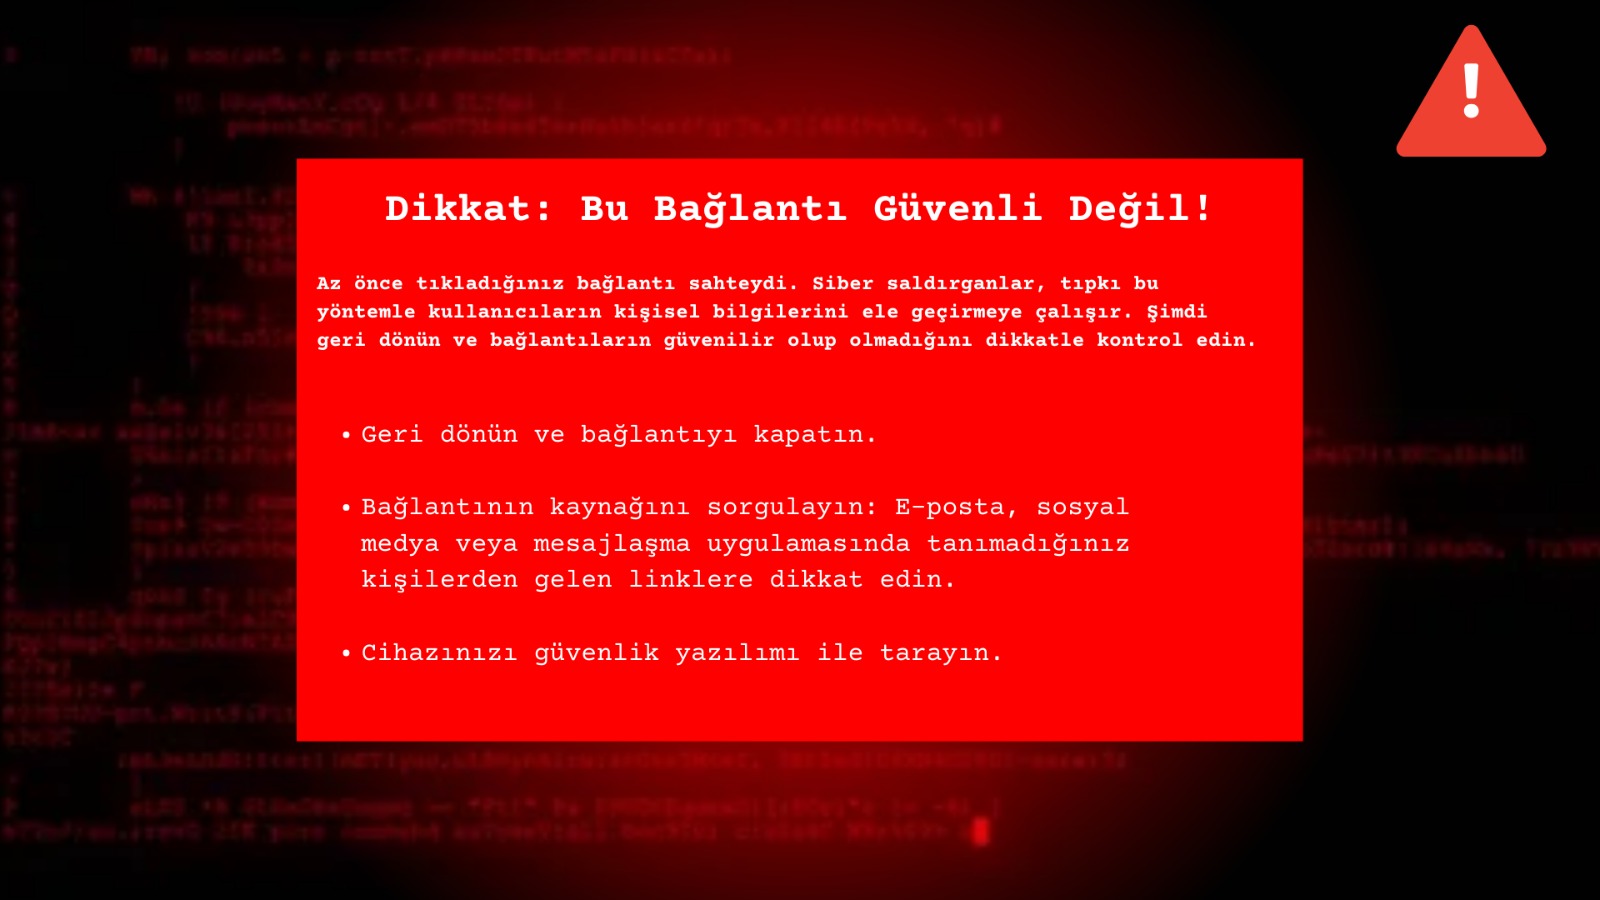 Dikkat: Bu Bağlantı Güvenli Değil!
Az önce tıkladığınız bağlantı sahteydi. Siber saldırganlar, tıpkı bu
yöntemle kullanıcıların kişisel bilgilerini ele geçirmeye çalışır. Şimdi
geri dönün ve bağlantıların güvenilir olup olmadığını dikkatle kontrol edin.
• Geri dönün ve bağlantıyı kapatın.
• Bağlantının kaynağını sorgulayın: E-posta, sosyal
medya veya mesajlaşma uygulamasında tanımadığınız
kişilerden gelen linklere dikkat edin.
• Cihazınızı güvenlik yazılımı ile tarayın.